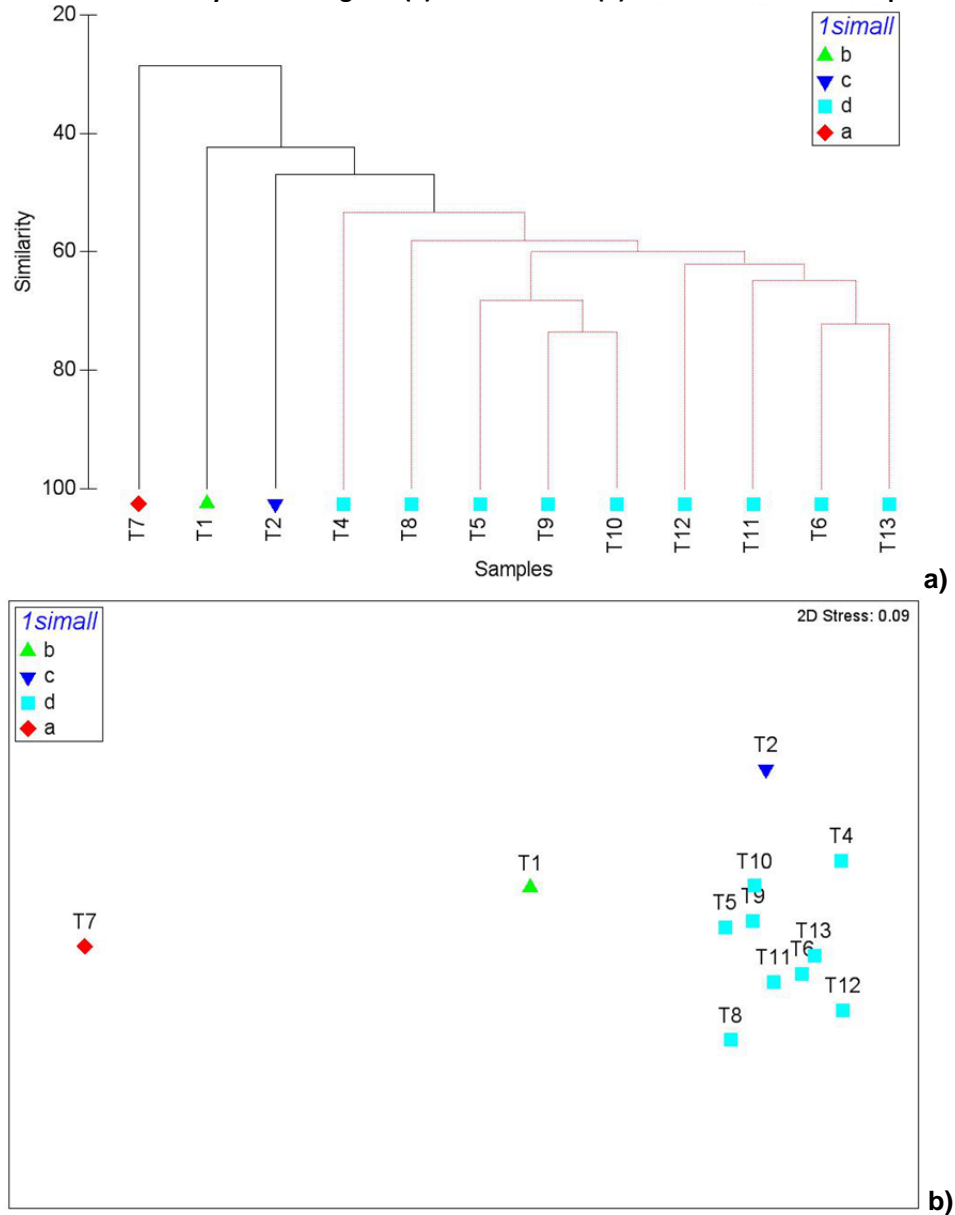 20
40
60
80
100
Similarity
1simall
b
c
d
a
T7 T1 T2 T4 T8 T5 T9 T10 T12 T11 T6 T13
Samples
a)
1simall
b
c
d
a
2D Stress: 0.09
T2
T4
T1
T10
T5 T9
T7
T13
T11 T6
T12
T8
b)